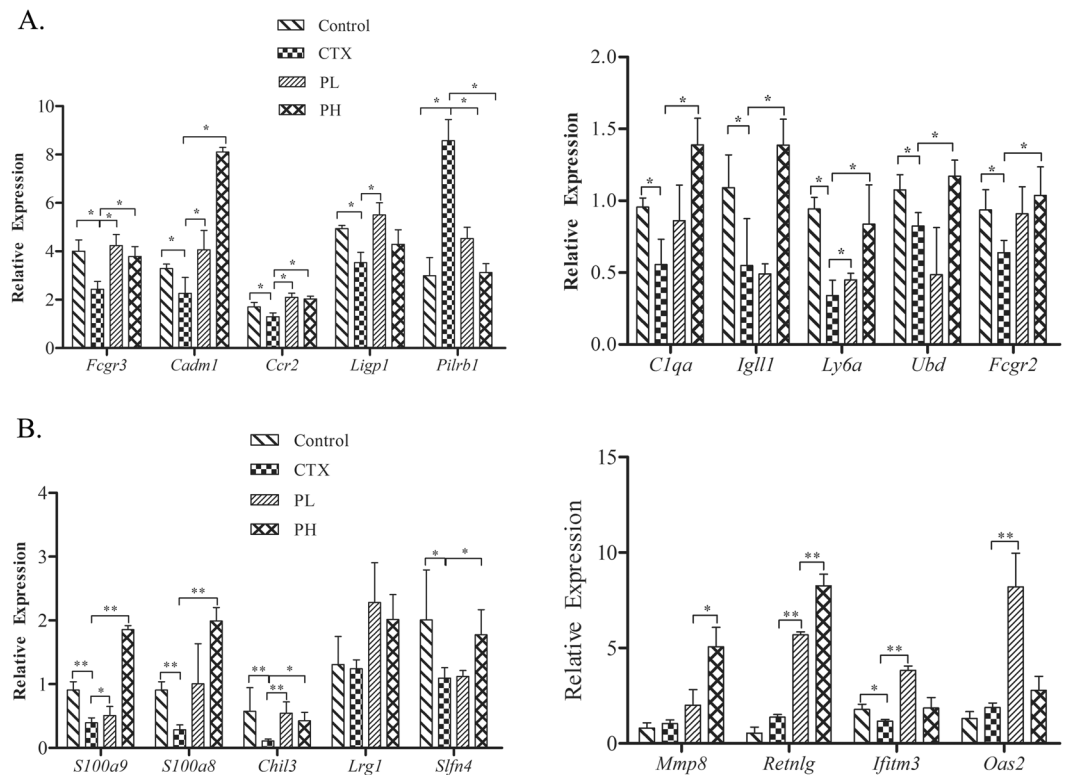 A.
Control
CTX
PL
PH
Relative Expression
10
8
6
4
2
0
* * * * * * * * * * * * * *
Fcgr3 Cadm1 Ccr2 Ligp1 Pilrb1
Relative Expression
2.0
1.5
1.0
0.5
0.0
* * * * * * * * * * *
C1qa Igll1 Ly6a Ubd Fcgr2
B.
Control
CTX
PL
PH
Relative Expression
4
3
2
1
0
** * ** ** ** ** ** * * *
S100a9 S100a8 Chil3 Lrg1 Slfn4
Relative Expression
15
10
5
0
* ** ** * ** **
Mmp8 Retnlg Ifitm3 Oas2